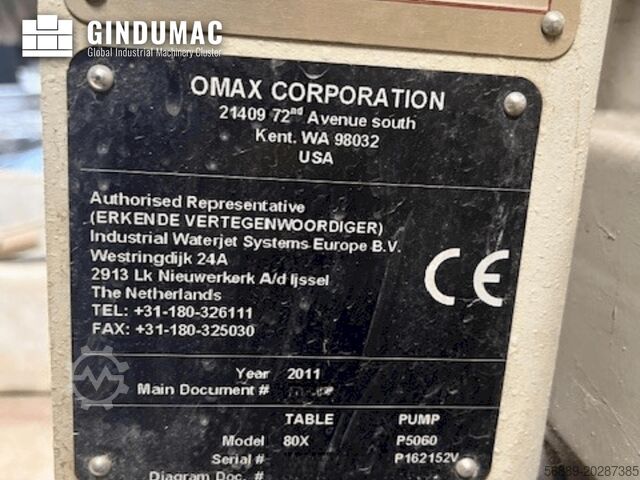 GINDUMAC
Global Industrial Machinery Cluster
OMAX CORPORATION
21409 72nd Avenue south
Kent. WA 98032
USA
Authorised Representative
(ERKENDE VERTEGENWOORDIGER)
Industrial Waterjet Systems Europe B.V.
Westringdijk 24A
2913 Lk Nieuwerkerk A/d Ijssel
The Netherlands
TEL: +31-180-326111
FAX: +31-180-325030
CE
Year 2011
Main Document #
TABLE PUMP
Model 80X P5060
Serial # P162152V
Diagram Doc. #
56889-20287385